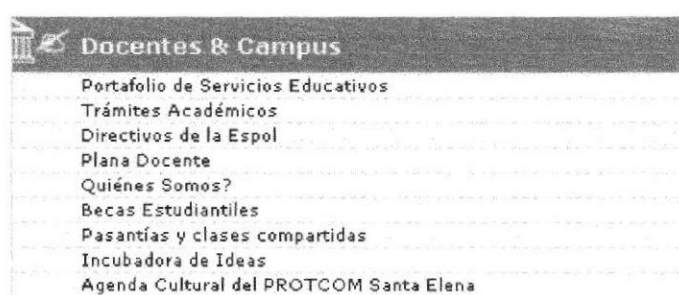 Docentes & Campus
Portafolio de Servicios Educativos
Trámites Académicos
Directivos de la Espol
Plana Docente
Quiénes Somos?
Becas Estudiantiles
Pasantías y clases compartidas
Incubadora de Ideas
Agenda Cultural del PROTCOM Santa Elena